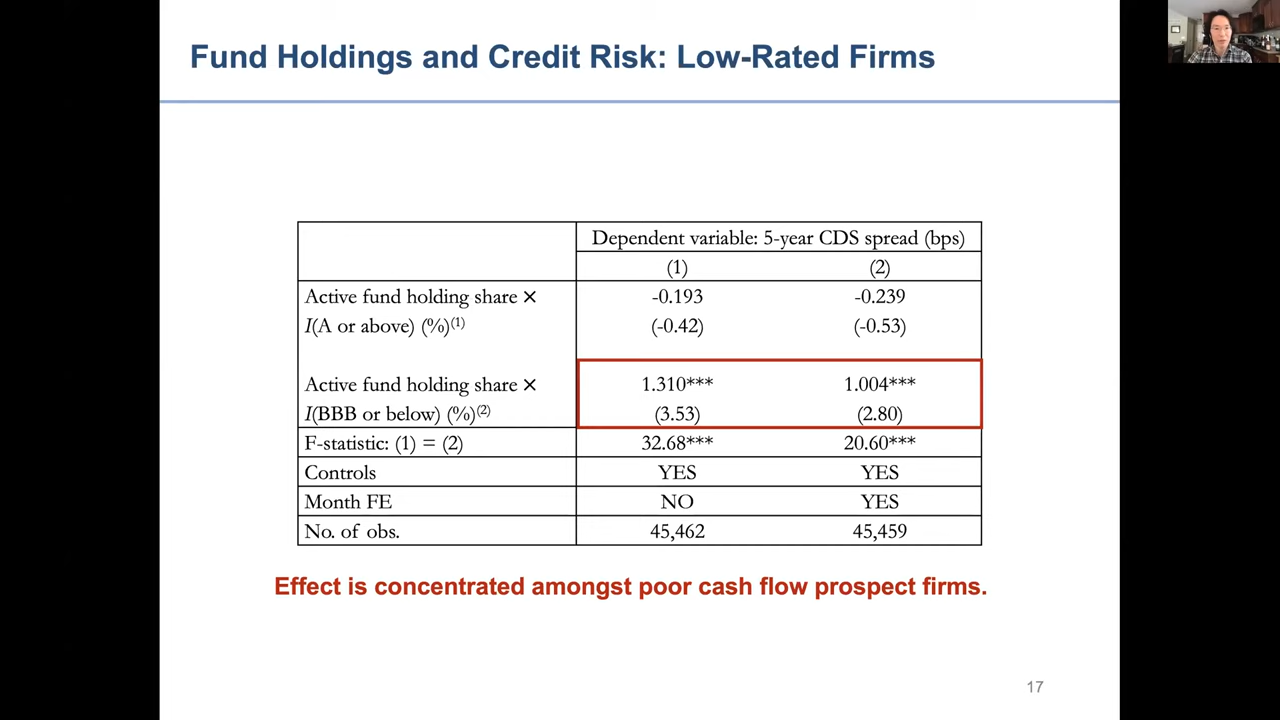 Fund Holdings and Credit Risk: Low-Rated Firms
Dependent variable: 5-year CDS spread (bps)
(1) (2)
Active fund holding share × -0.193 -0.239
I(A or above) (%)(1) (-0.42) (-0.53)
Active fund holding share × 1.310*** 1.004***
I(BBB or below) (%)(2) (3.53) (2.80)
F-statistic: (1) = (2) 32.68*** 20.60***
Controls YES YES
Month FE NO YES
No. of obs. 45,462 45,459
Effect is concentrated amongst poor cash flow prospect firms.
17